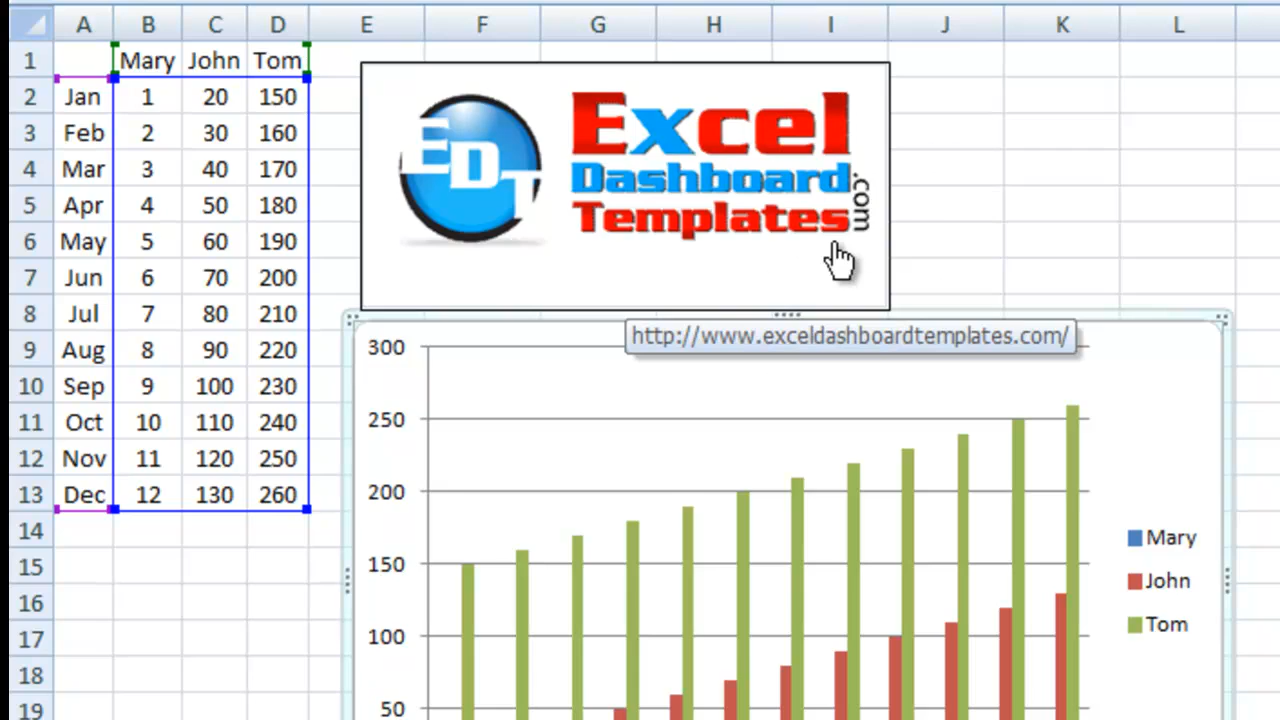 A B C D E F G H I J K L
1 Mary John Tom
2 Jan 1 20 150
3 Feb 2 30 160
4 Mar 3 40 170
5 Apr 4 50 180
6 May 5 60 190
7 Jun 6 70 200
8 Jul 7 80 210
9 Aug 8 90 220
10 Sep 9 100 230
11 Oct 10 110 240
12 Nov 11 120 250
13 Dec 12 130 260
14
15
16
17
18
19
EDT
Excel
Dashboard
Templates
.com
http://www.exceldashboardtemplates.com/
300
250
200
150
100
50
Mary
John
Tom